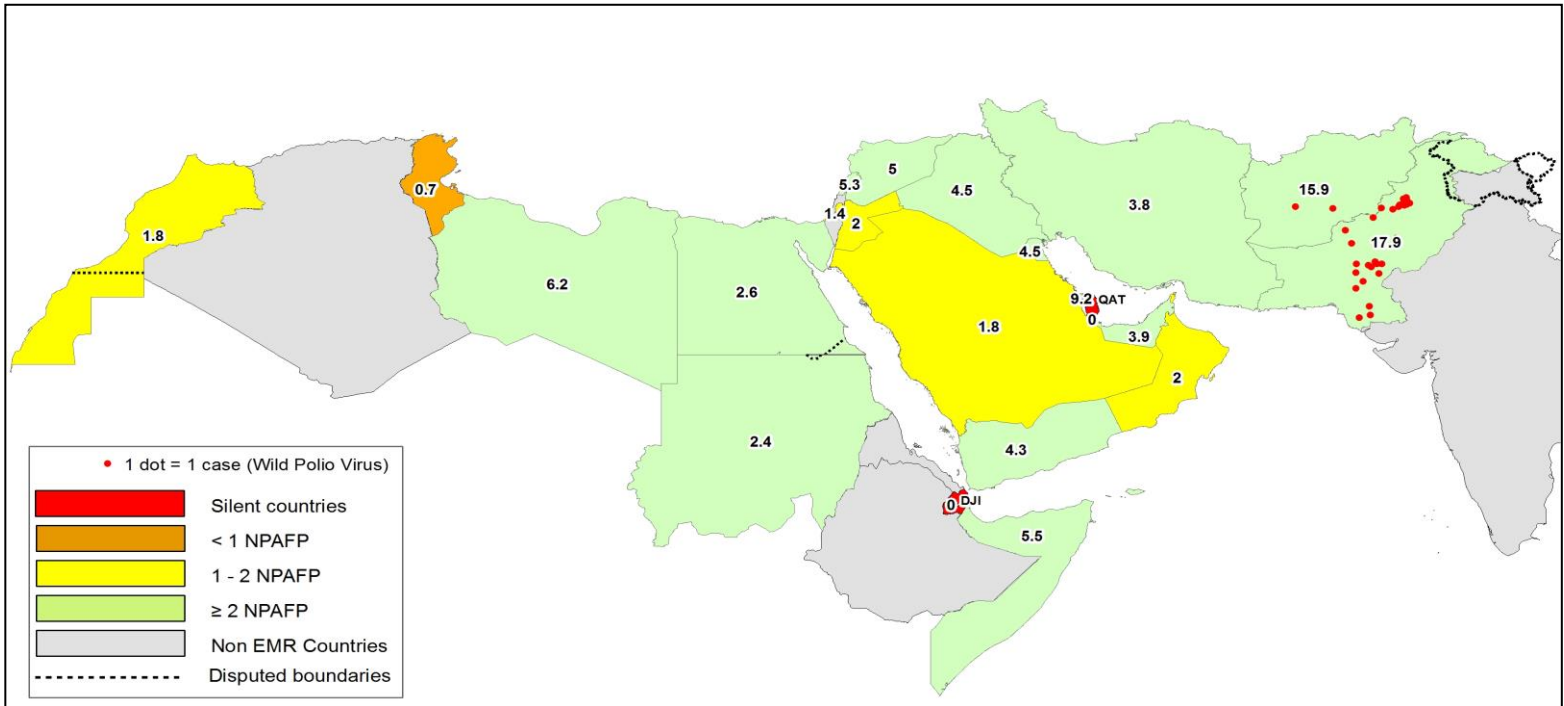 0.7
5
5.3
4.5
15.9
3.8
1.4
2
1.8
17.9
4.5
6.2
2.6
9.2 QAT
0
1.8
3.9
2
2.4
4.3
0 DJI
5.5
1 dot = 1 case (Wild Polio Virus)
Silent countries
< 1 NPAFP
1 - 2 NPAFP
≥ 2 NPAFP
Non EMR Countries
Disputed boundaries